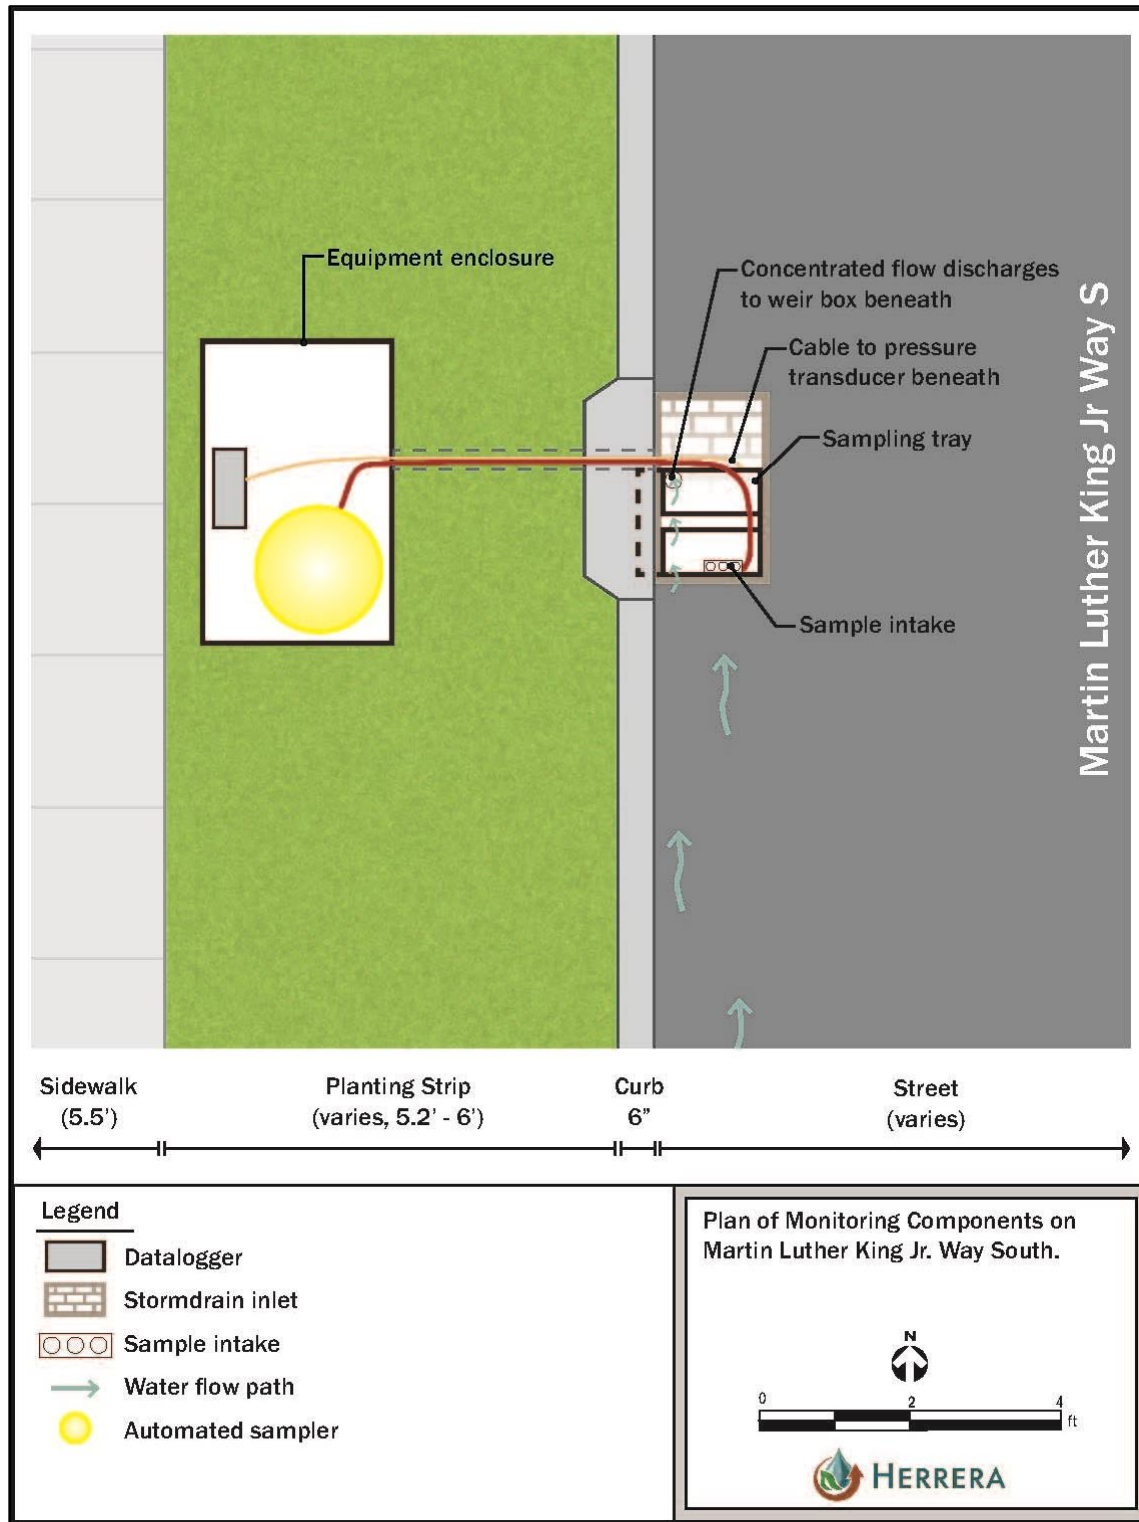 Equipment enclosure
Concentrated flow discharges
to weir box beneath
Cable to pressure
transducer beneath
Sampling tray
Sample intake
Martin Luther King Jr Way S
Sidewalk
(5.5')
Planting Strip
(varies, 5.2' - 6')
Curb
6"
Street
(varies)
Legend
Datalogger
Stormdrain inlet
Sample intake
Water flow path
Automated sampler
Plan of Monitoring Components on
Martin Luther King Jr. Way South.
N
0 2 4
ft
HERRERA